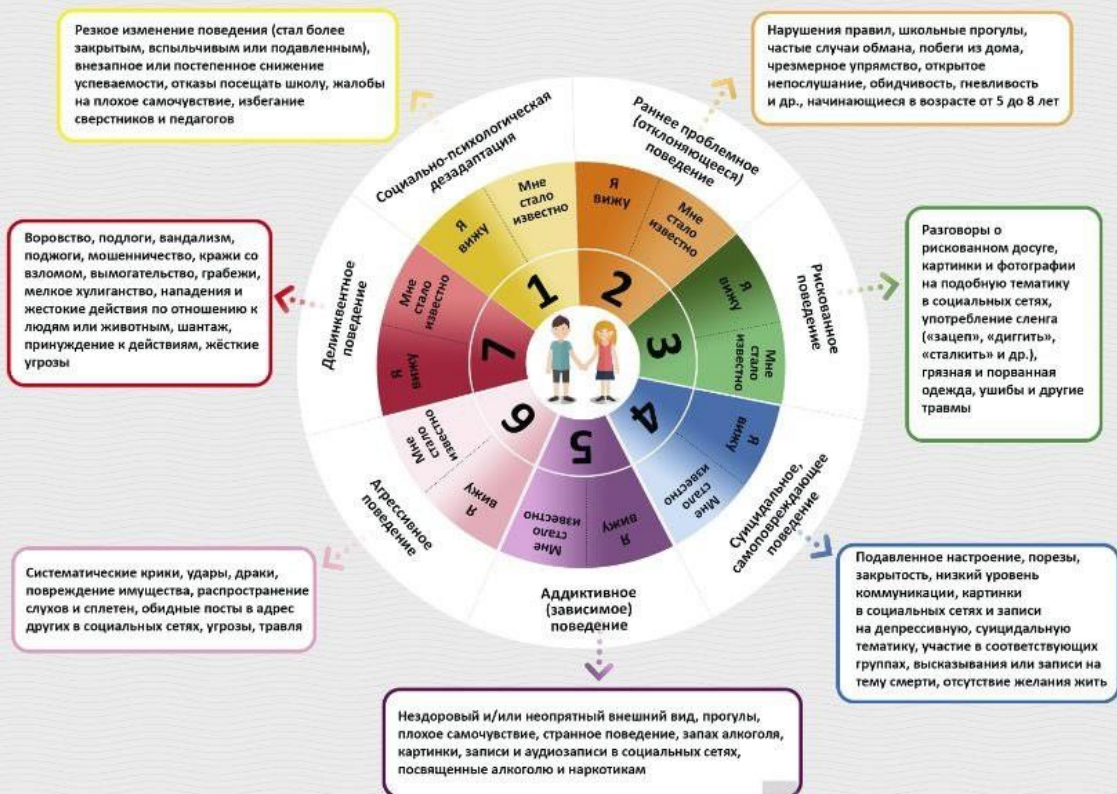 Резкое изменение поведения (стал более
закрытым, вспыльчивым или подавленным),
внезапное или постепенное снижение
успеваемости, отказы посещать школу, жалобы
на плохое самочувствие, избегание
сверстников и педагогов
Нарушения правил, школьные прогулы,
частые случаи обмана, побеги из дома,
чрезмерное упрямство, открытое
непослушание, обидчивость, гневливость
и др., начинающиеся в возрасте от 5 до 8 лет
Социально-психологическая
дезадаптация
Раннее проблемное
(отклоняющееся)
поведение
Я
вижу
Мне
стало
известно
1
Я
вижу
Мне
стало
известно
2
Воровство, подлоги, вандализм,
поджоги, мошенничество, кражи со
взломом, вымогательство, грабежи,
мелкое хулиганство, нападения и
жестокие действия по отношению к
людям или животным, шантаж,
принуждение к действиям, жёсткие
угрозы
Делинквентное
поведение
Мне
стало
известно
Я
вижу
7
Рискованное
поведение
Я
вижу
Мне
стало
известно
3
Разговоры о
рискованном досуге,
картинки и фотографии
на подобную тематику
в социальных сетях,
употребление сленга
(«зацеп», «диггить»,
«сталкить» и др.),
грязная и порванная
одежда, ушибы и другие
травмы
Агрессивное
поведение
Мне
стало
известно
Я
вижу
6
Аддиктивное
(зависимое)
поведение
Мне
стало
известно
Я
вижу
5
Суицидальное,
самоповреждающее
поведение
Я
вижу
Мне
стало
известно
4
Систематические крики, удары, драки,
повреждение имущества, распространение
слухов и сплетен, обидные посты в адрес
других в социальных сетях, угрозы, травля
Подавленное настроение, порезы,
закрытость, низкий уровень
коммуникации, картинки
в социальных сетях и записи
на депрессивную, суицидальную
тематику, участие в соответствующих
группах, высказывания или записи на
тему смерти, отсутствие желания жить
Нездоровый и/или неопрятный внешний вид, прогулы,
плохое самочувствие, странное поведение, запах алкоголя,
картинки, записи и аудиозаписи в социальных сетях,
посвященные алкоголю и наркотикам